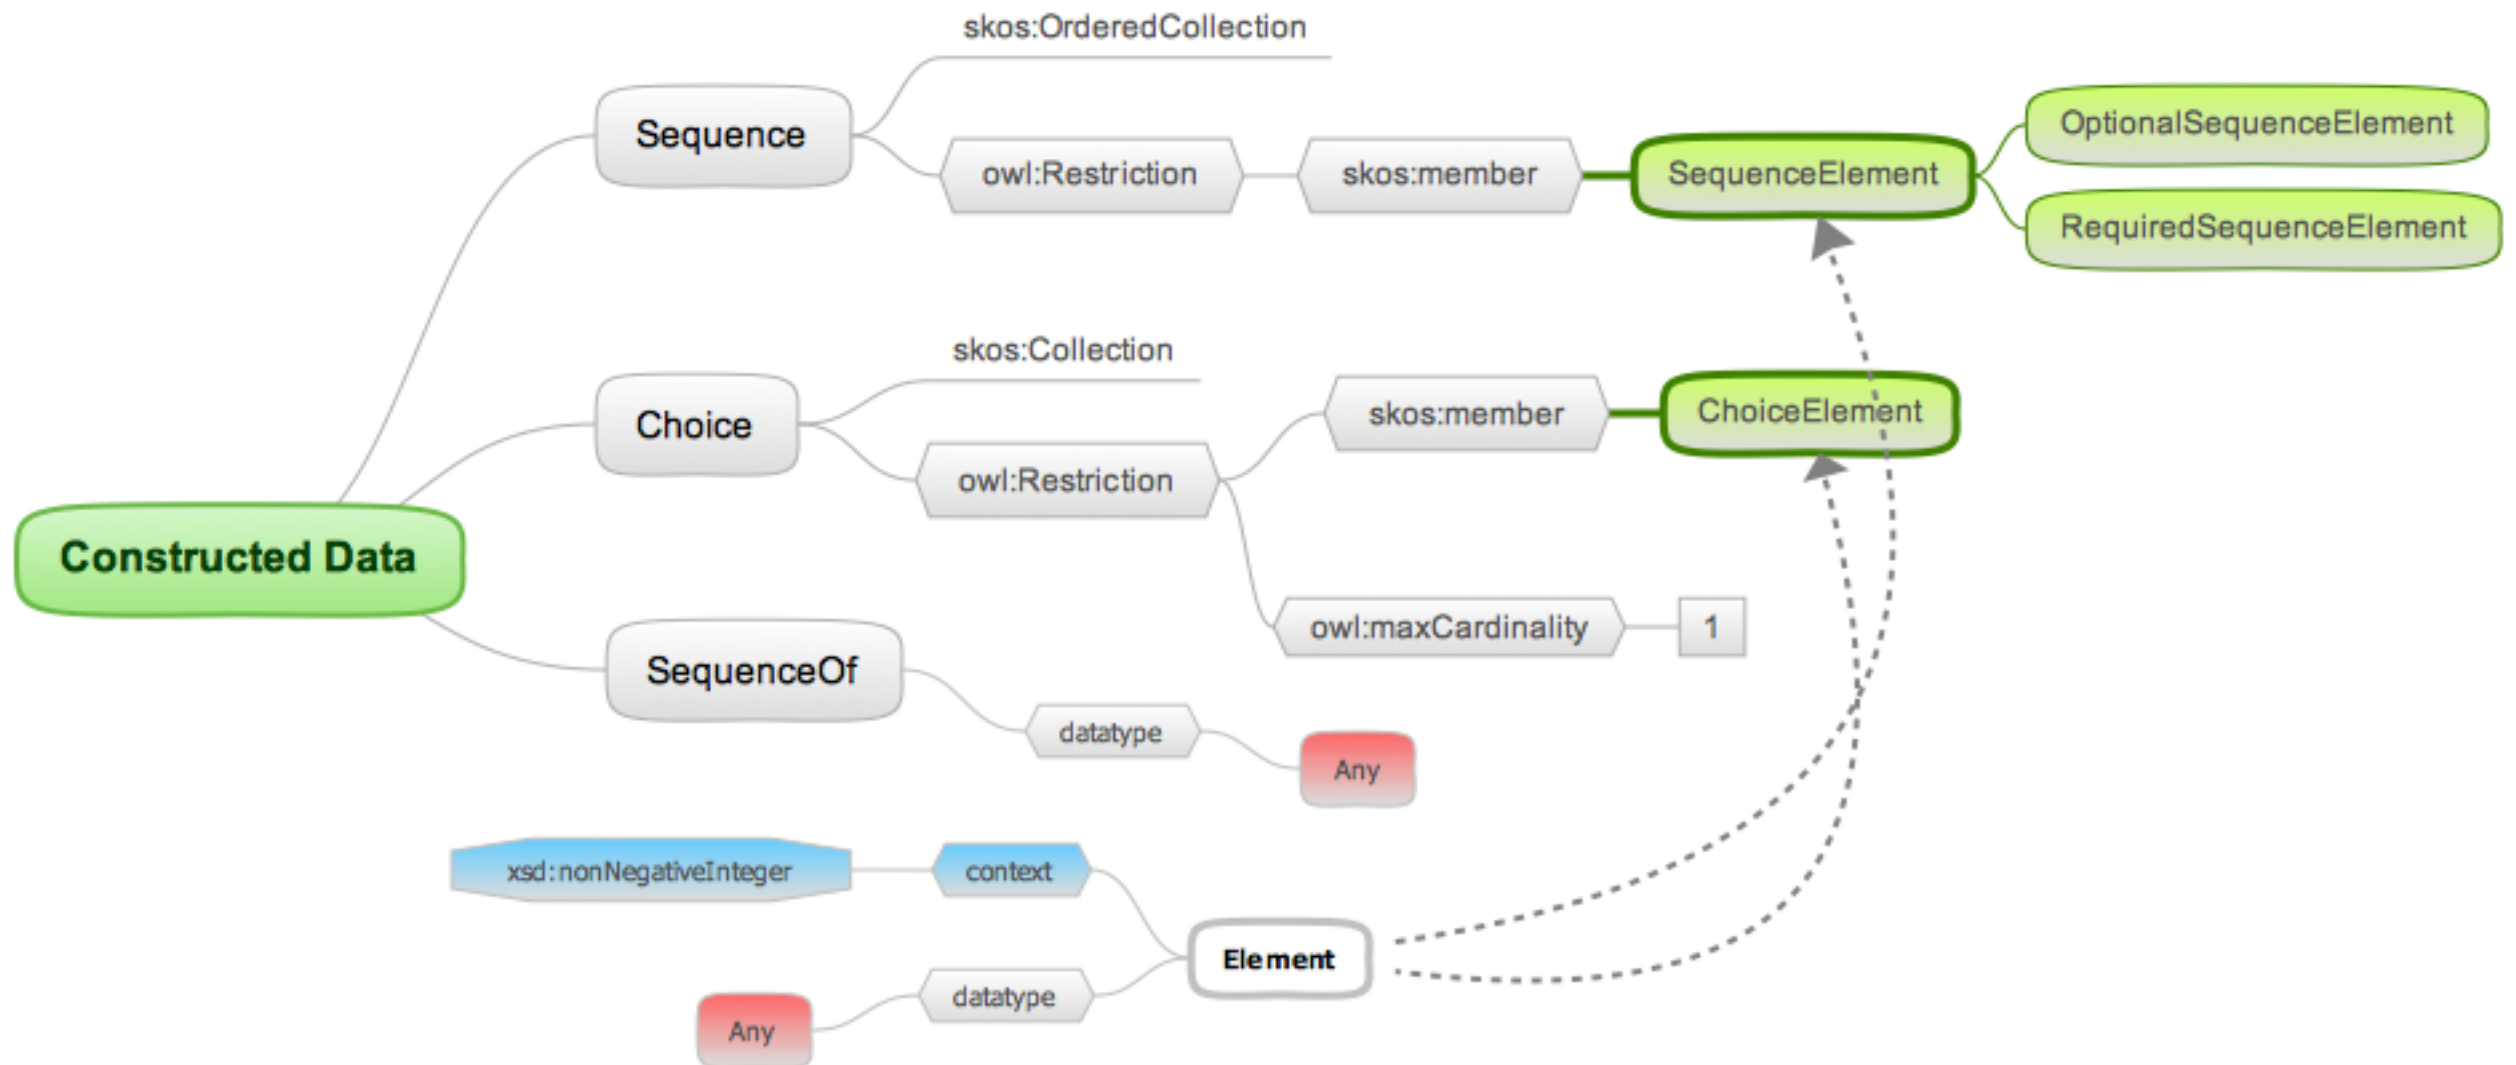 skos:OrderedCollection
Sequence
owl:Restriction
skos:member
SequenceElement
OptionalSequenceElement
RequiredSequenceElement
skos:Collection
Choice
owl:Restriction
skos:member
ChoiceElement
owl:maxCardinality
1
Constructed Data
SequenceOf
datatype
Any
xsd:nonNegativeInteger
context
Element
datatype
Any